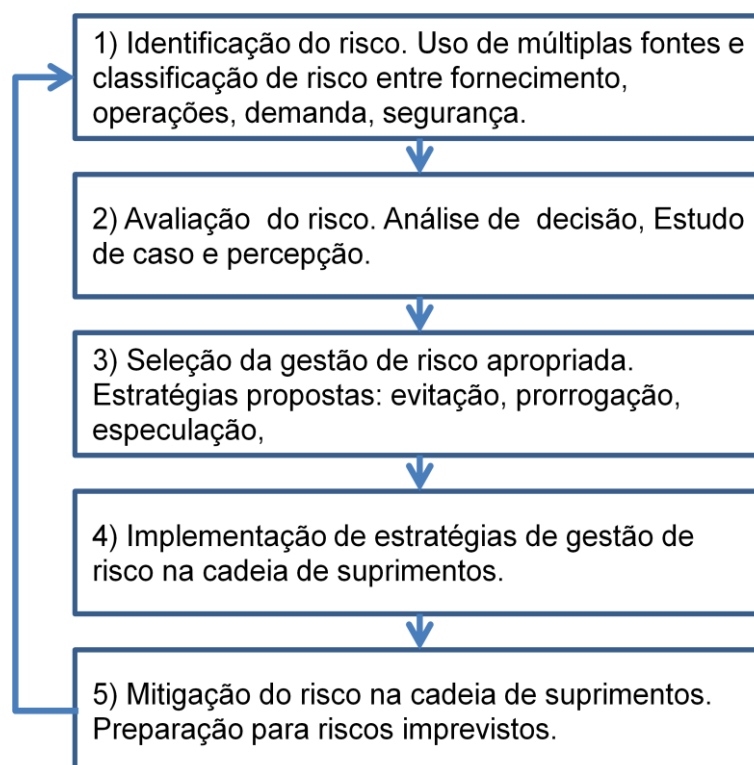 1) Identificação do risco. Uso de múltiplas fontes e
classificação de risco entre fornecimento,
operações, demanda, segurança.
2) Avaliação do risco. Análise de decisão, Estudo
de caso e percepção.
3) Seleção da gestão de risco apropriada.
Estratégias propostas: evitação, prorrogação,
especulação,
4) Implementação de estratégias de gestão de
risco na cadeia de suprimentos.
5) Mitigação do risco na cadeia de suprimentos.
Preparação para riscos imprevistos.